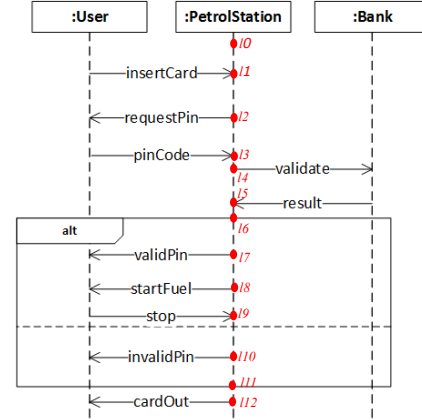 :User :PetrolStation :Bank
l0
insertCard l1
requestPin l2
pinCode l3
validate
l4
l5
result
alt l6
validPin l7
startFuel l8
stop l9
invalidPin l10
l11
cardOut l12